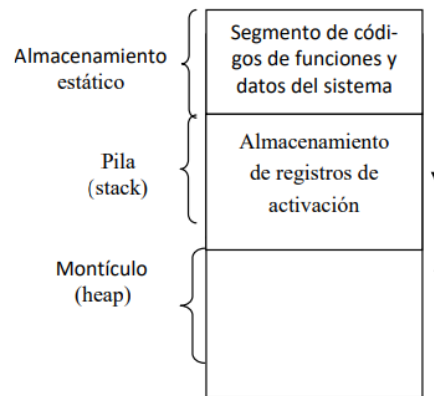 Almacenamiento
estático
Segmento de códi-
gos de funciones y
datos del sistema
Pila
(stack)
Almacenamiento
de registros de
activación
Montículo
(heap)